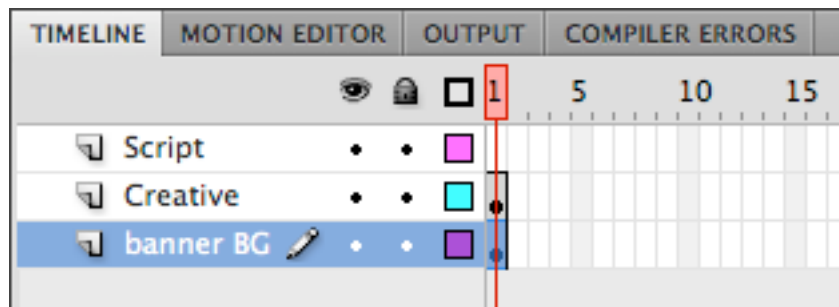 TIMELINE MOTION EDITOR OUTPUT COMPILER ERRORS
1 5 10 15
Script
Creative
banner BG